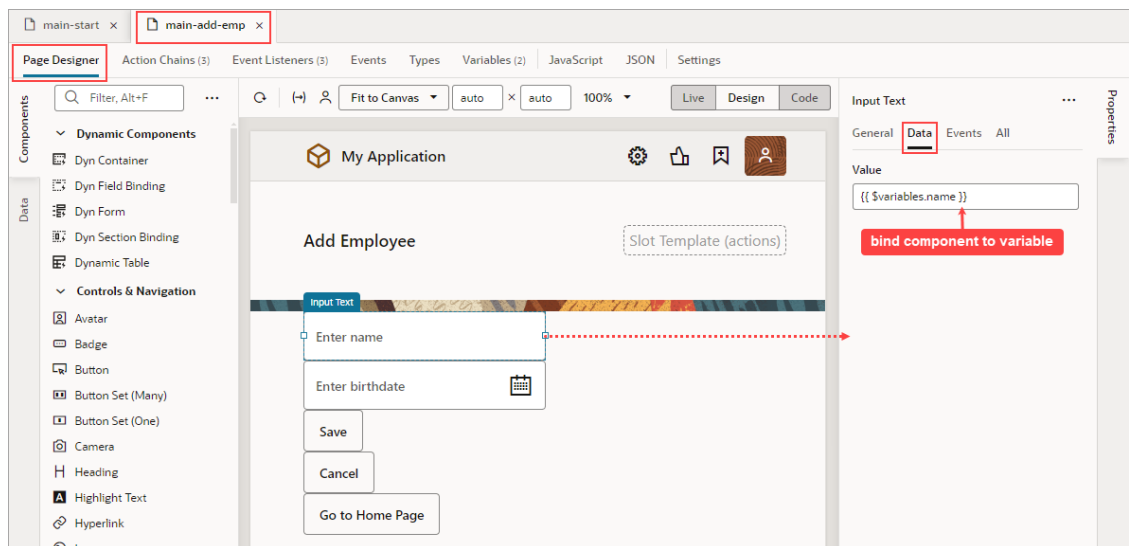 main-start ×
main-add-emp ×
Page Designer
Action Chains (3)
Event Listeners (3)
Events
Types
Variables (2)
JavaScript
JSON
Settings
Components
Data
Filter, Alt+F
Dynamic Components
Dyn Container
Dyn Field Binding
Dyn Form
Dyn Section Binding
Dynamic Table
Controls & Navigation
Avatar
Badge
Button
Button Set (Many)
Button Set (One)
Camera
Heading
Highlight Text
Hyperlink
Fit to Canvas
auto × auto
100%
Live
Design
Code
My Application
Add Employee
Slot Template (actions)
Input Text
Enter name
Enter birthdate
Save
Cancel
Go to Home Page
Input Text
General
Data
Events
All
Value
{{ $variables.name }}
bind component to variable
Properties